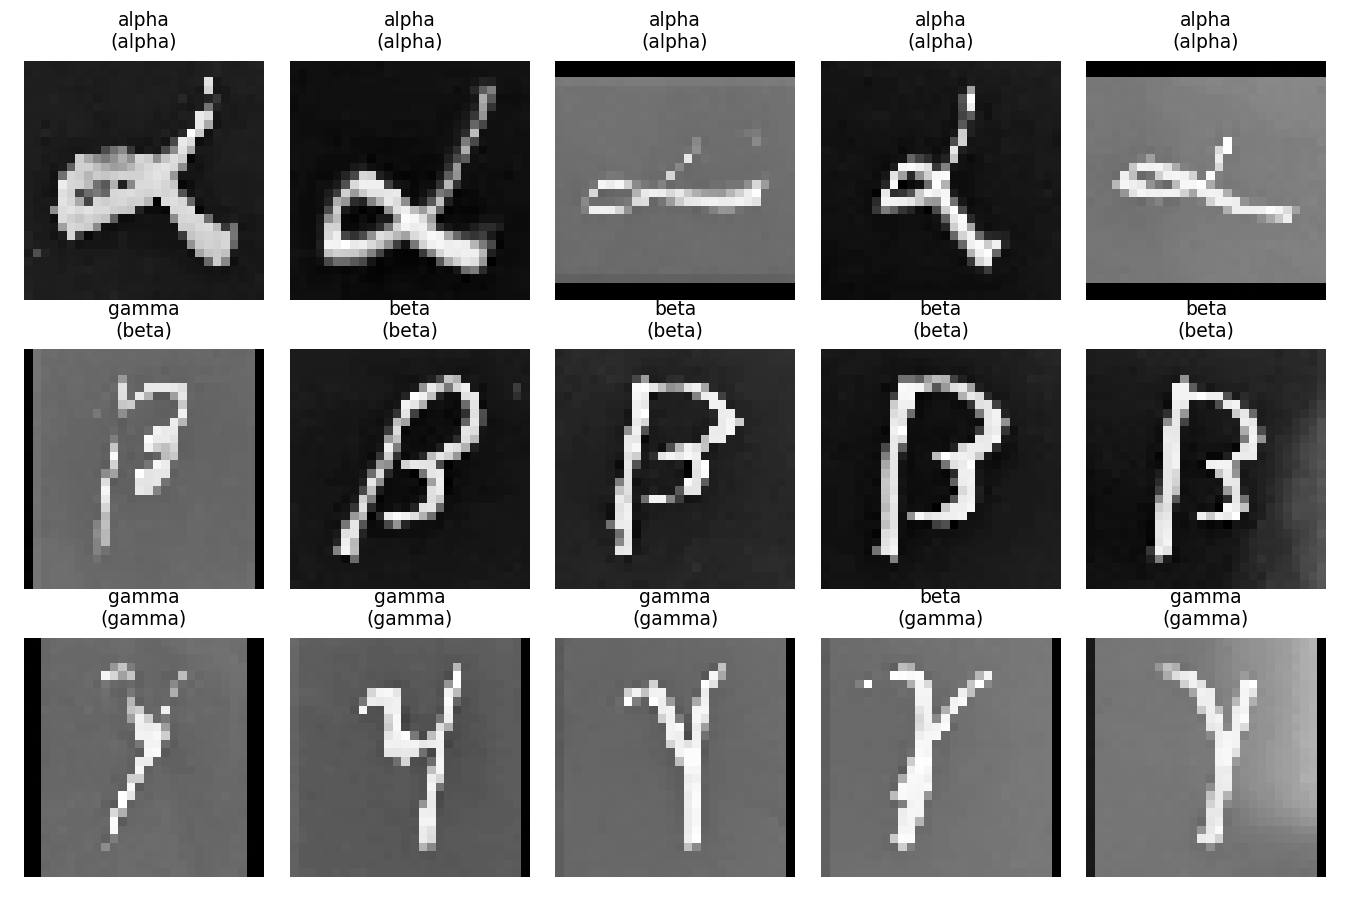 alpha alpha alpha alpha alpha
(alpha) (alpha) (alpha) (alpha) (alpha)
α α α α α
gamma beta beta beta beta
(beta) (beta) (beta) (beta) (beta)
β β β β β
gamma gamma gamma beta gamma
(gamma) (gamma) (gamma) (gamma) (gamma)
γ γ γ γ γ